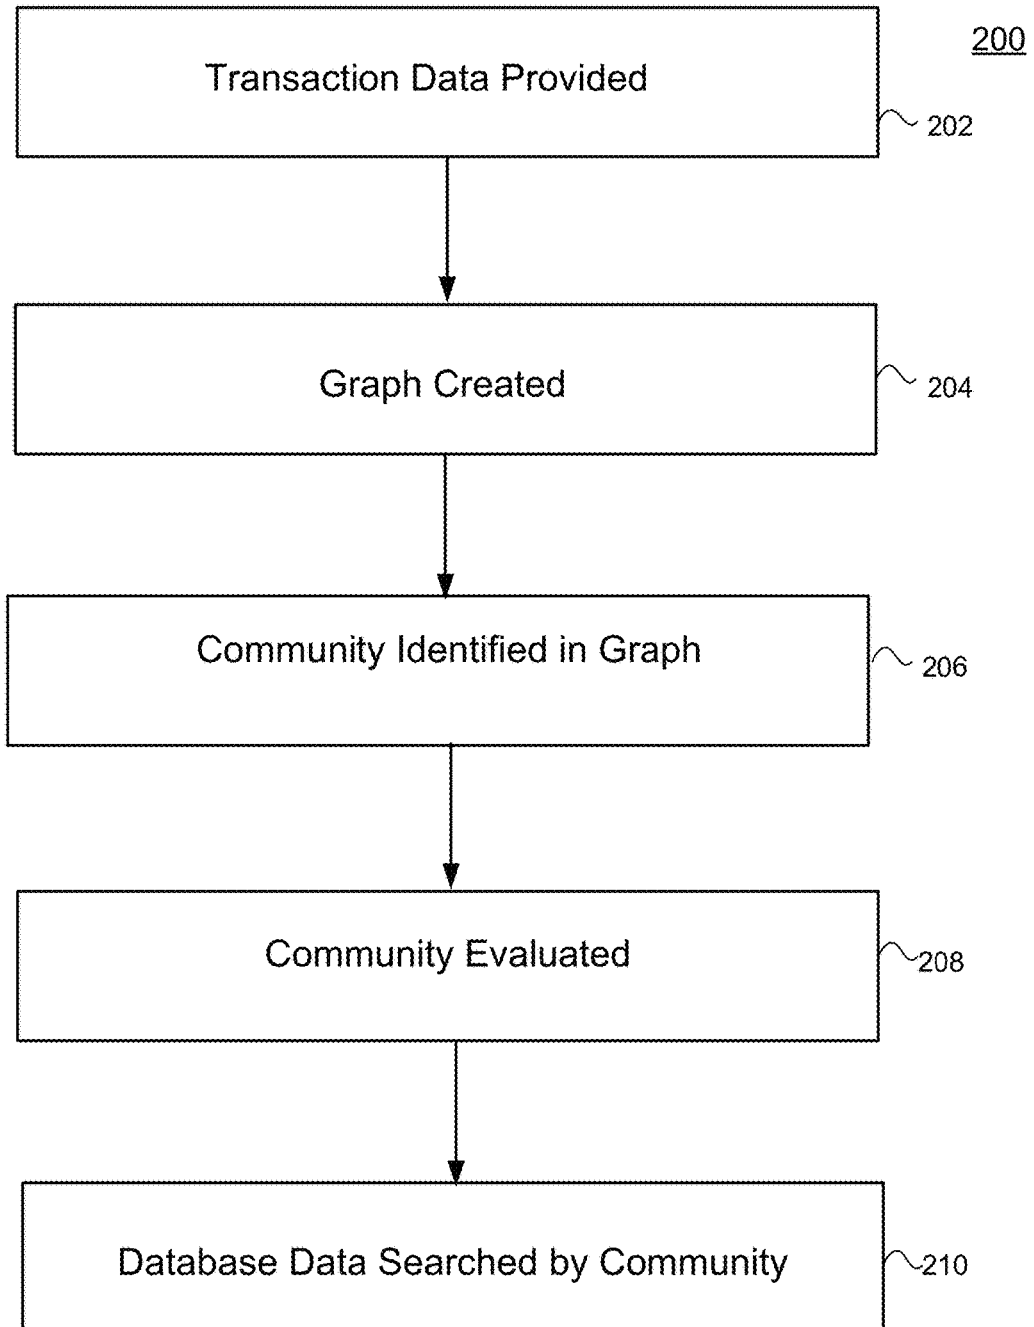 200
Transaction Data Provided
202
Graph Created
204
Community Identified in Graph
206
Community Evaluated
208
Database Data Searched by Community
210